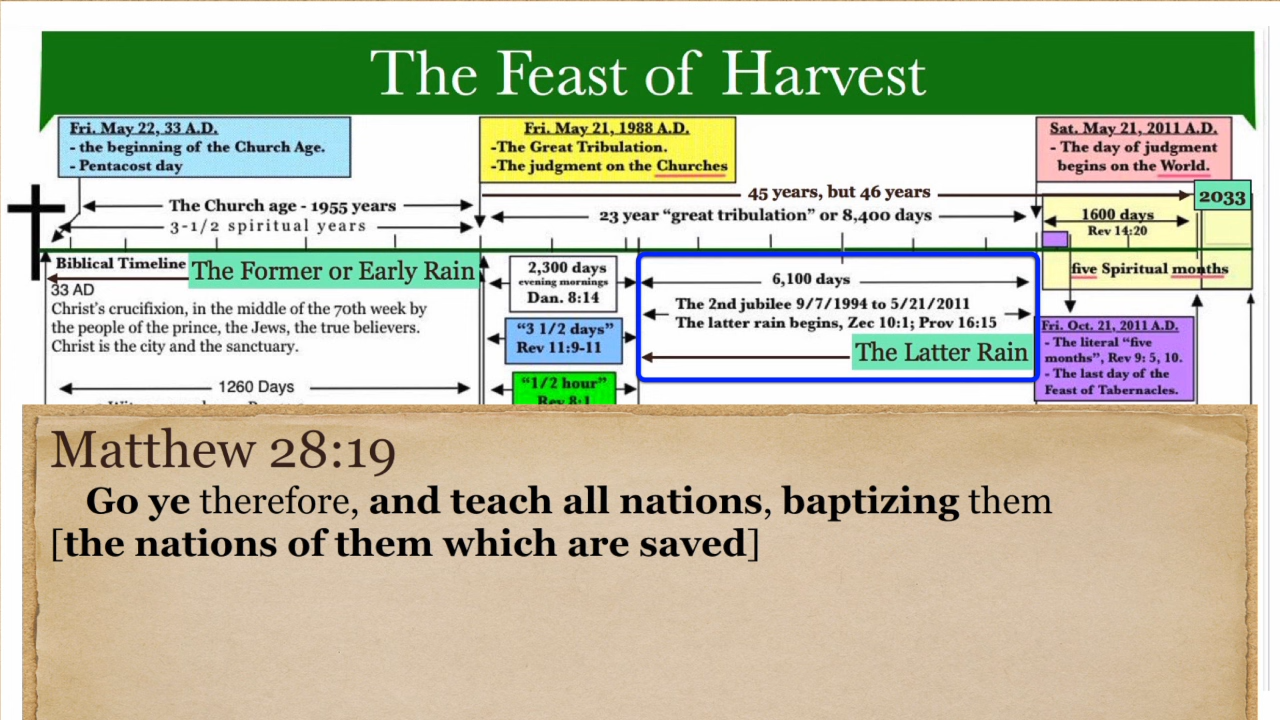 The Feast of Harvest
Fri. May 22, 33 A.D.
- the beginning of the Church Age.
- Pentacost day
Fri. May 21, 1988 A.D.
-The Great Tribulation.
-The judgment on the Churches
Sat. May 21, 2011 A.D.
- The day of judgment
begins on the World.
45 years, but 46 years
2033
The Church age - 1955 years
3-1/2 spiritual years
23 year “great tribulation” or 8,400 days
1600 days
Rev 14:20
five Spiritual months
Biblical Timeline
The Former or Early Rain
33 AD
Christ's crucifixion, in the middle of the 70th week by
the people of the prince, the Jews, the true believers.
Christ is the city and the sanctuary.
1260 Days
2,300 days
evening mornings
Dan. 8:14
“3 1/2 days”
Rev 11:9-11
“1/2 hour”
Rev 8:1
6,100 days
The 2nd jubilee 9/7/1994 to 5/21/2011
The latter rain begins, Zec 10:1; Prov 16:15
The Latter Rain
Fri. Oct. 21, 2011 A.D.
- The literal “five
months”, Rev 9: 5, 10.
- The last day of the
Feast of Tabernacles.
Matthew 28:19
Go ye therefore, and teach all nations, baptizing them
[the nations of them which are saved]